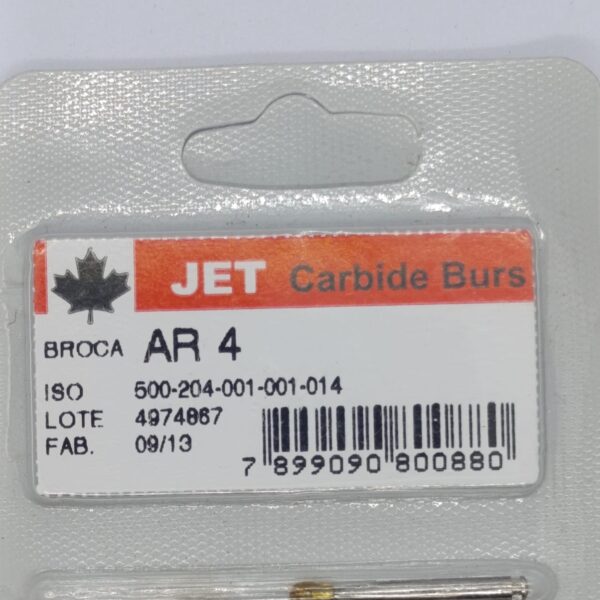 JET Carbide Burs
BROCA AR 4
ISO 500-204-001-001-014
LOTE 4974867
FAB. 09/13
7 899090 800880